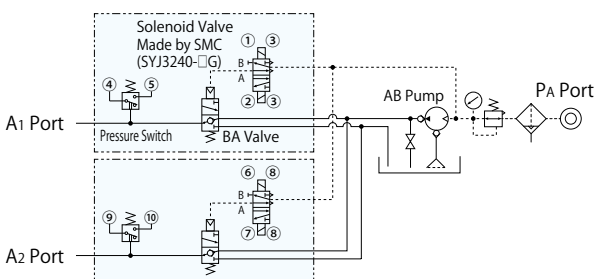 Solenoid Valve
Made by SMC
(SYJ3240-□G)
① ③
B
A
② ③
④ ⑤
A1 Port
Pressure Switch
BA Valve
AB Pump
PA Port
⑥ ⑧
B
A
⑦ ⑧
⑨ ⑩
A2 Port